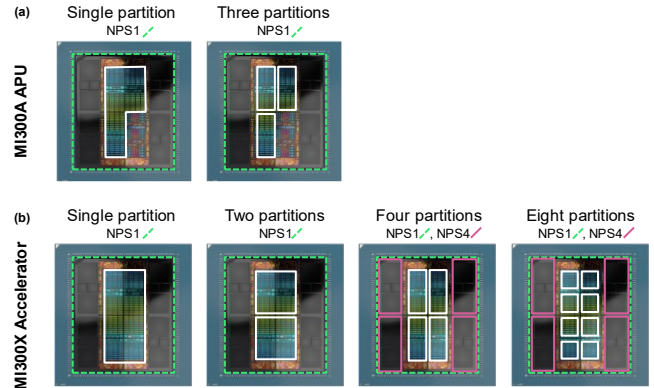 (a)
Single partition
NPS1
Three partitions
NPS1
MI300A APU
(b)
Single partition
NPS1
Two partitions
NPS1
Four partitions
NPS1, NPS4
Eight partitions
NPS1, NPS4
MI300X Accelerator